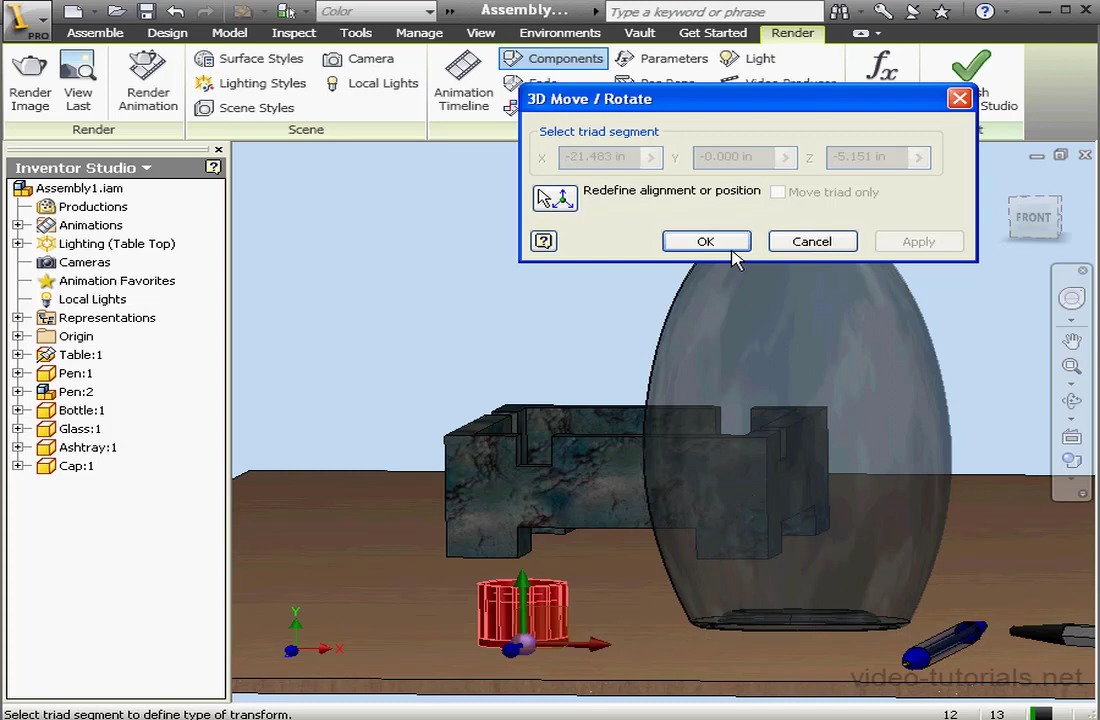 Color
Assembly...
Type a keyword or phrase
PRO
Assemble
Design
Model
Inspect
Tools
Manage
View
Environments
Vault
Get Started
Render
Render
Image
View
Last
Render
Animation
Surface Styles
Lighting Styles
Scene Styles
Camera
Local Lights
Animation
Timeline
Components
Parameters
Light
Studio
Render
Scene
3D Move / Rotate
Select triad segment
X -21.483 in Y -0.000 in Z -5.151 in
Redefine alignment or position
Move triad only
OK
Cancel
Apply
Inventor Studio
Assembly1.iam
Productions
Animations
Lighting (Table Top)
Cameras
Animation Favorites
Local Lights
Representations
Origin
Table:1
Pen:1
Pen:2
Bottle:1
Glass:1
Ashtray:1
Cap:1
FRONT
Y
X
video-tutorials.net
Select triad segment to define type of transform.
12 13